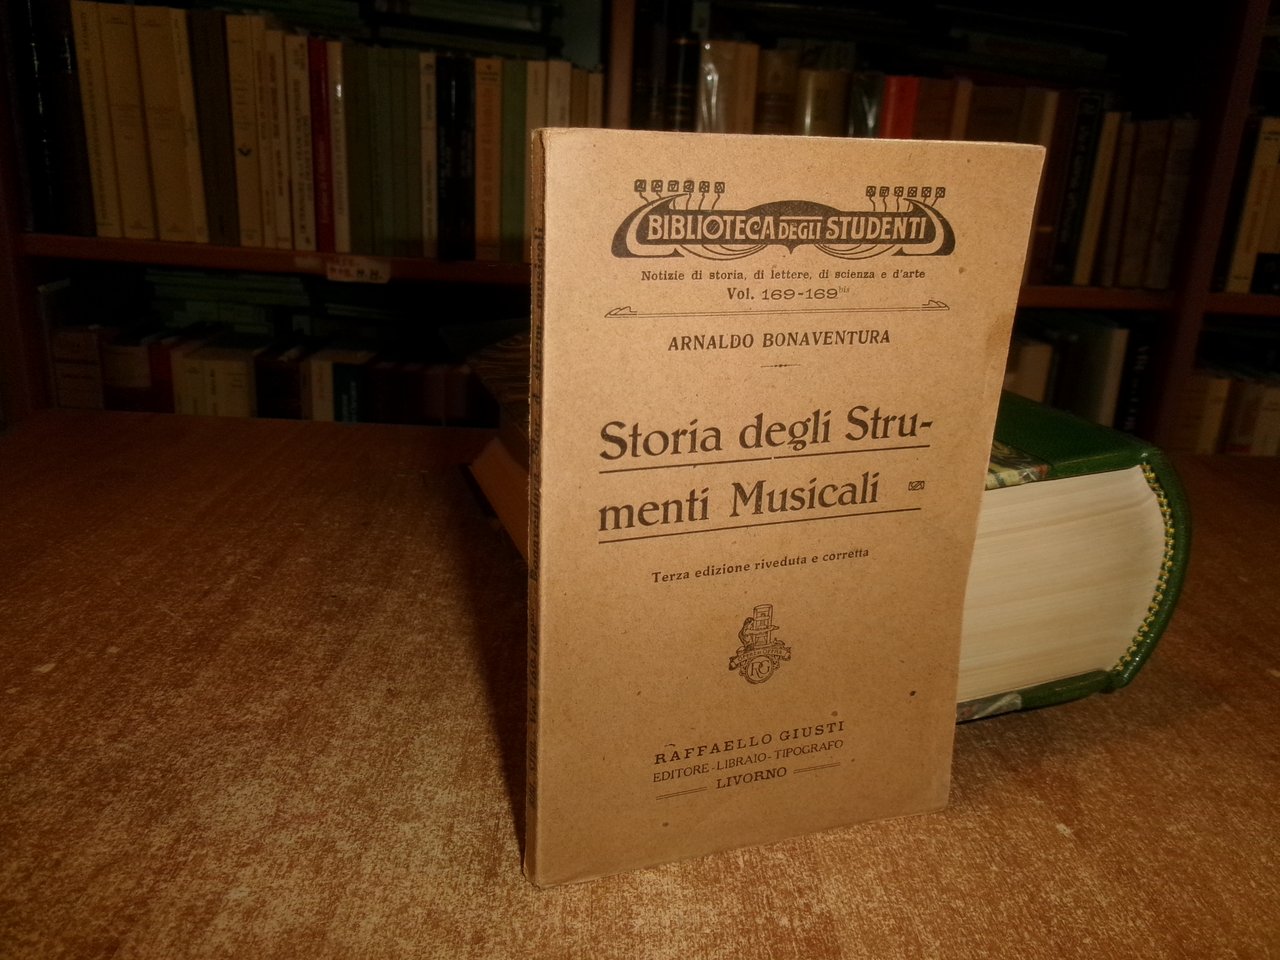 BIBLIOTECA DEGLI STUDENTI
Notizie di storia, di lettere, di scienza e d'arte
Vol. 169-169bis
ARNALDO BONAVENTURA
Storia degli Stru-
menti Musicali
Terza edizione riveduta e corretta
RG
RAFFAELLO GIUSTI
EDITORE-LIBRAIO-TIPOGRAFO
LIVORNO